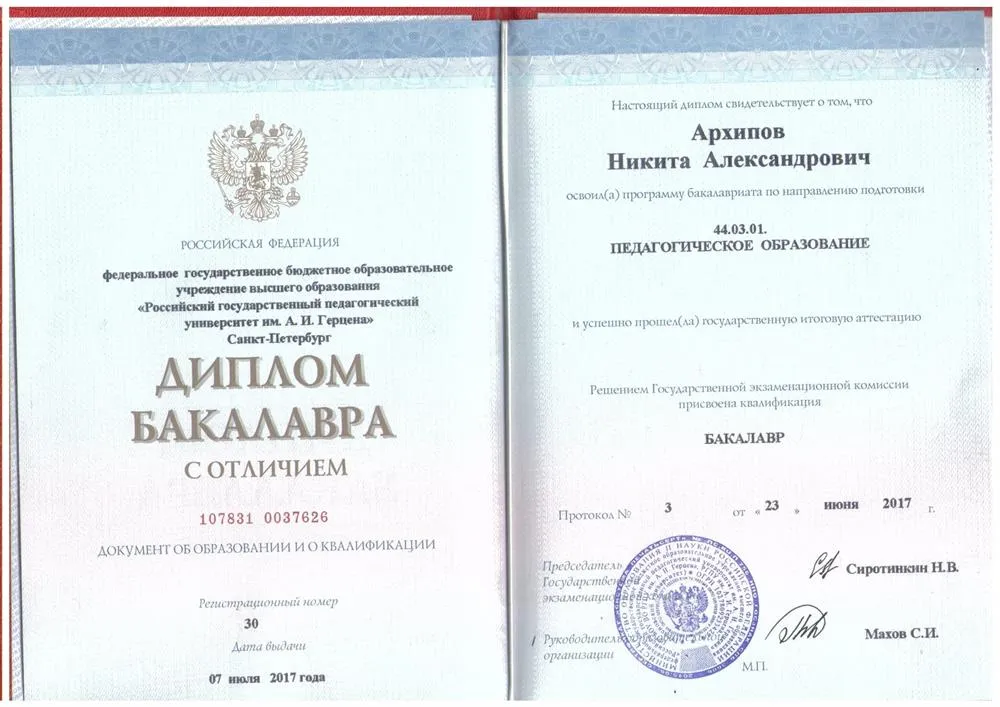 РОССИЙСКАЯ ФЕДЕРАЦИЯ
федеральное государственное бюджетное образовательное
учреждение высшего образования
«Российский государственный педагогический
университет им. А. И. Герцена»
Санкт-Петербург
ДИПЛОМ
БАКАЛАВРА
С ОТЛИЧИЕМ
107831 0037626
ДОКУМЕНТ ОБ ОБРАЗОВАНИИ И О КВАЛИФИКАЦИИ
Регистрационный номер
30
Дата выдачи
07 июля 2017 года
Настоящий диплом свидетельствует о том, что
Архипов
Никита Александрович
освоил(а) программу бакалавриата по направлению подготовки
44.03.01.
ПЕДАГОГИЧЕСКОЕ ОБРАЗОВАНИЕ
и успешно прошел(ла) государственную итоговую аттестацию
Решением Государственной экзаменационной комиссии
присвоена квалификация
БАКАЛАВР
Протокол № 3 от « 23 » июня 2017 г.
Председатель
Государствен
экзаменацио
Сиротинкин Н.В.
Руководитель
организации
Махов С.И.
М.П.